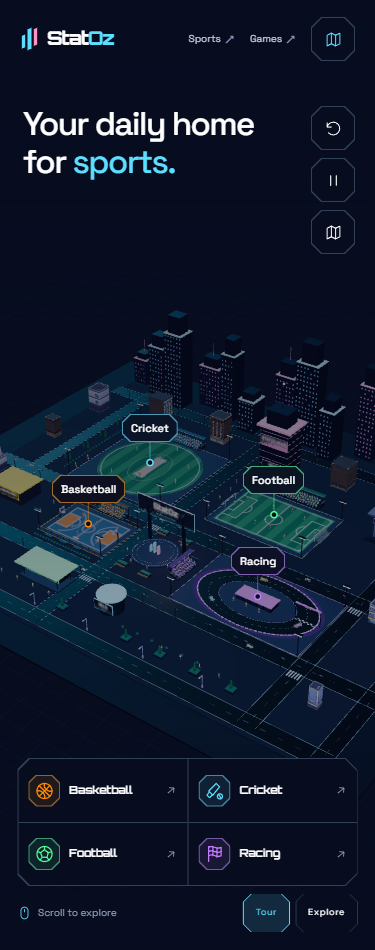 StatOz
Sports
Games
Your daily home
for sports.
Cricket
Basketball
Football
StatOz
Racing
Basketball
Cricket
Football
Racing
Scroll to explore
Tour
Explore